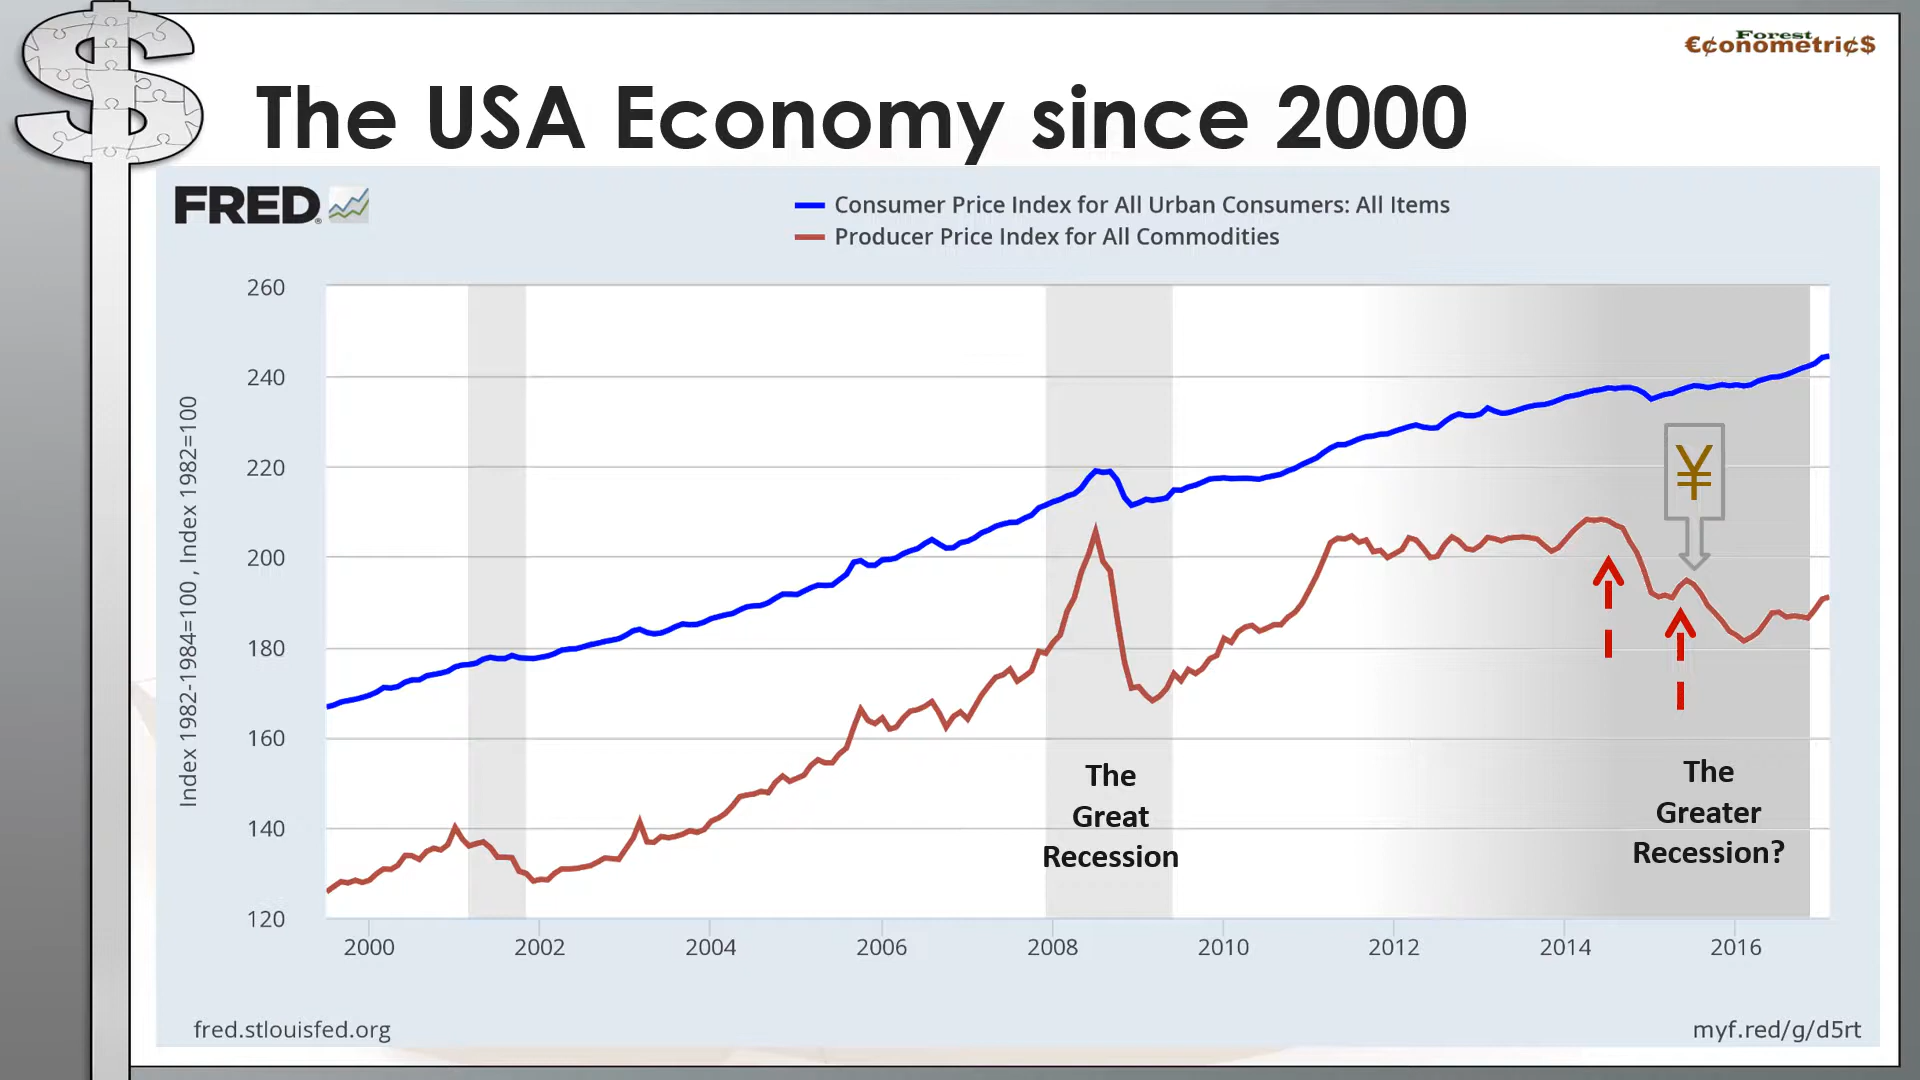 Forest
€¢onometri¢$
The USA Economy since 2000
FRED
Consumer Price Index for All Urban Consumers: All Items
Producer Price Index for All Commodities
260
240
220
200
180
160
140
120
Index 1982-1984=100 , Index 1982=100
¥
The
Great
Recession
The
Greater
Recession?
2000 2002 2004 2006 2008 2010 2012 2014 2016
fred.stlouisfed.org
myf.red/g/d5rt